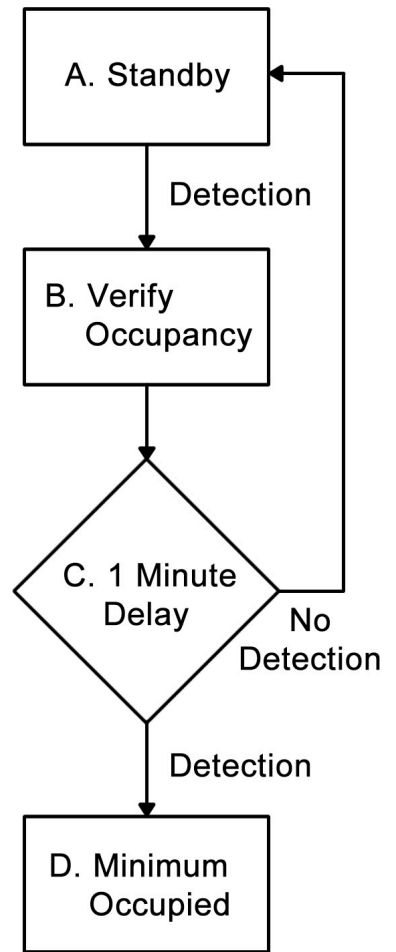 A. Standby
Detection
B. Verify
Occupancy
C. 1 Minute
Delay
No
Detection
Detection
D. Minimum
Occupied